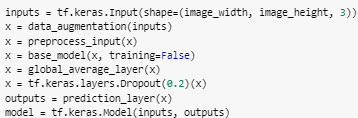 inputs = tf.keras.Input(shape=(image_width, image_height, 3))
x = data_augmentation(inputs)
x = preprocess_input(x)
x = base_model(x, training=False)
x = global_average_layer(x)
x = tf.keras.layers.Dropout(0.2)(x)
outputs = prediction_layer(x)
model = tf.keras.Model(inputs, outputs)